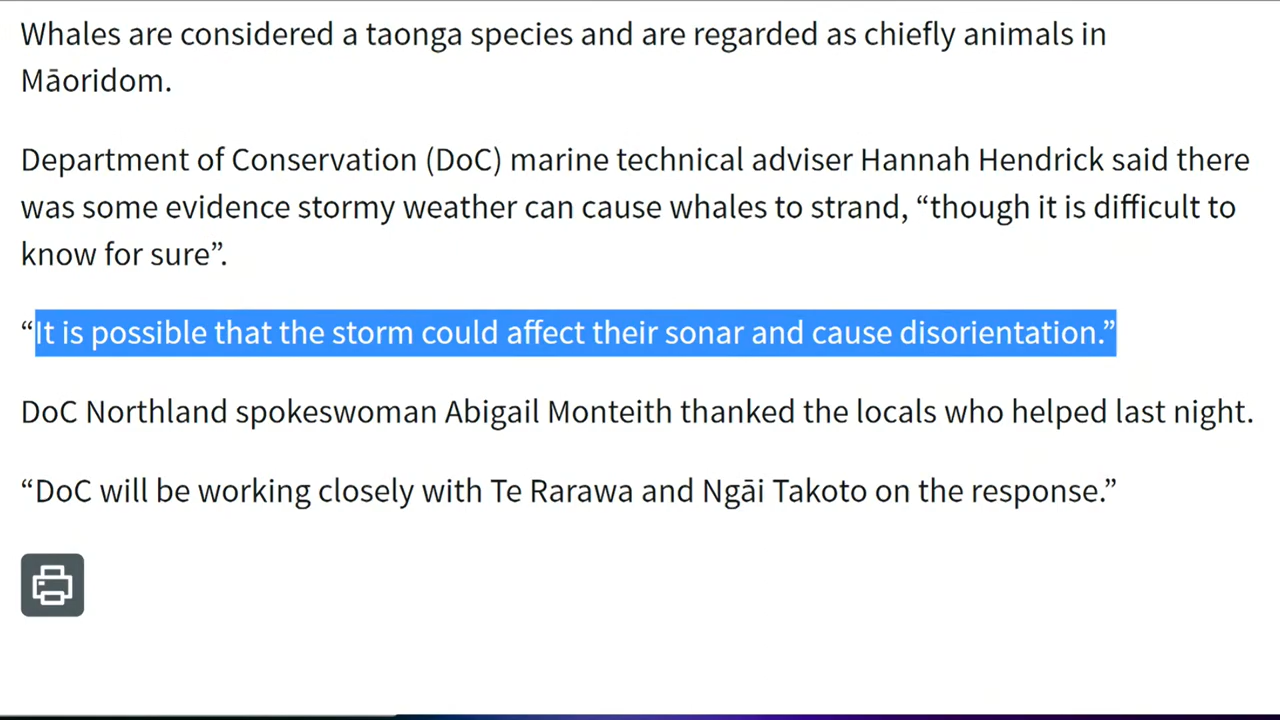 Whales are considered a taonga species and are regarded as chiefly animals in
Māoridom.
Department of Conservation (DoC) marine technical adviser Hannah Hendrick said there
was some evidence stormy weather can cause whales to strand, “though it is difficult to
know for sure”.
“It is possible that the storm could affect their sonar and cause disorientation.”
DoC Northland spokeswoman Abigail Monteith thanked the locals who helped last night.
“DoC will be working closely with Te Rarawa and Ngāi Takoto on the response.”